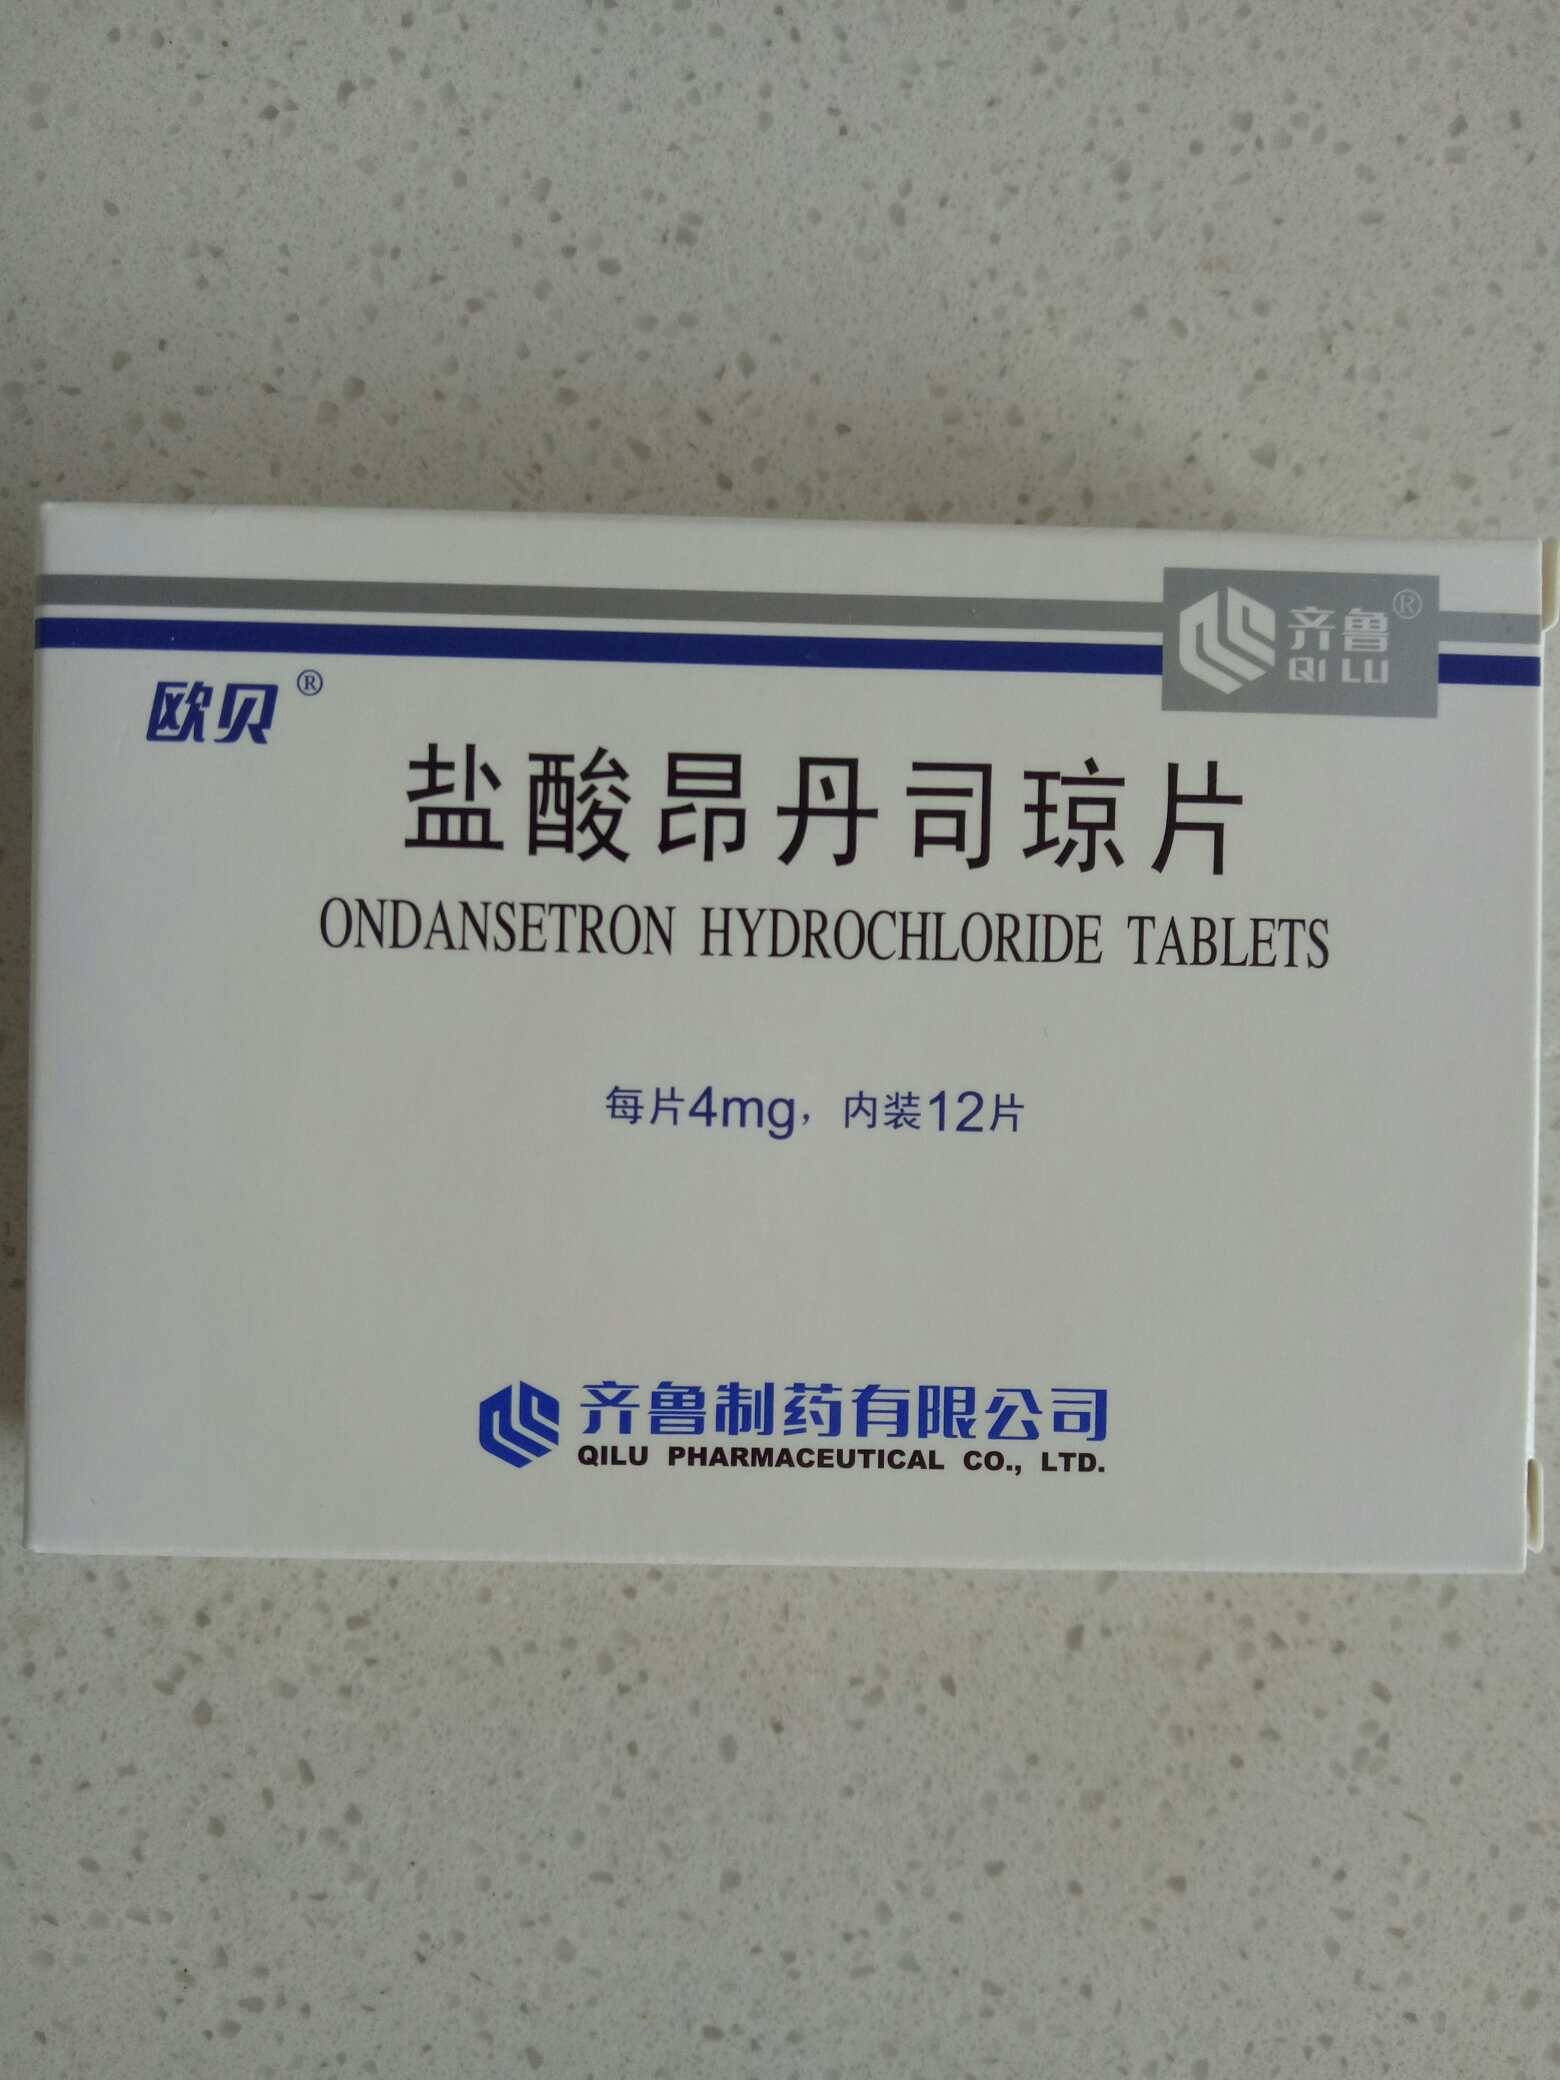 齐鲁®
QI LU
欧贝®
盐酸昂丹司琼片
ONDANSETRON HYDROCHLORIDE TABLETS
每片4mg，内装12片
齐鲁制药有限公司
QILU PHARMACEUTICAL CO., LTD.